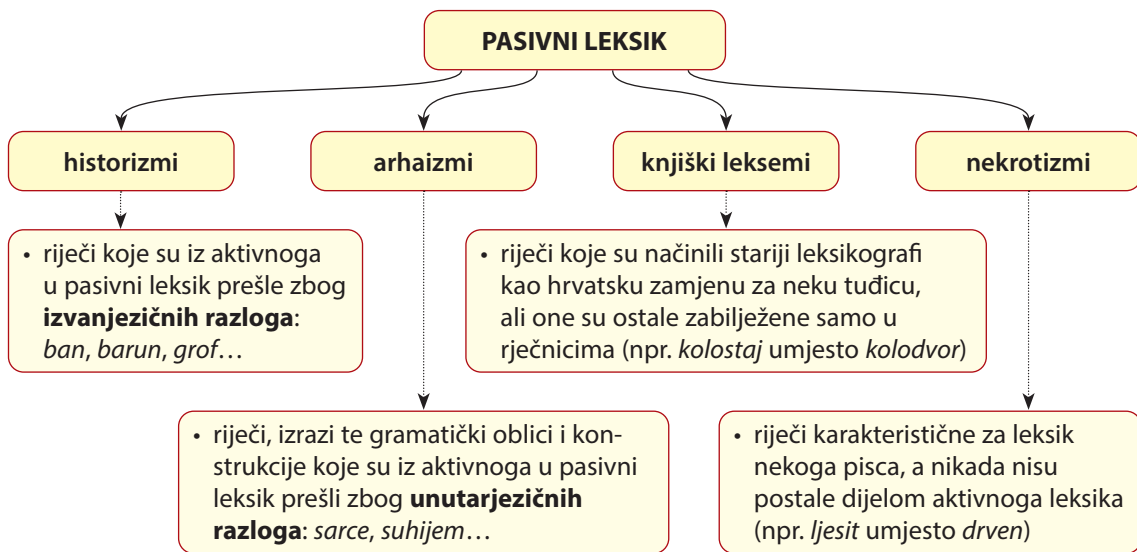 PASIVNI LEKSIK
historizmi
arhaizmi
knjiški leksemi
nekrotizmi
• riječi koje su iz aktivnoga
u pasivni leksik prešle zbog
izvanjezičnih razloga:
ban, barun, grof…
• riječi koje su načinili stariji leksikografi
kao hrvatsku zamjenu za neku tuđicu,
ali one su ostale zabilježene samo u
rječnicima (npr. kolostaj umjesto kolodvor)
• riječi, izrazi te gramatički oblici i kon-
strukcije koje su iz aktivnoga u pasivni
leksik prešli zbog unutarjezičnih
razloga: sarce, suhijem…
• riječi karakteristične za leksik
nekoga pisca, a nikada nisu
postale dijelom aktivnoga leksika
(npr. ljesit umjesto drven)